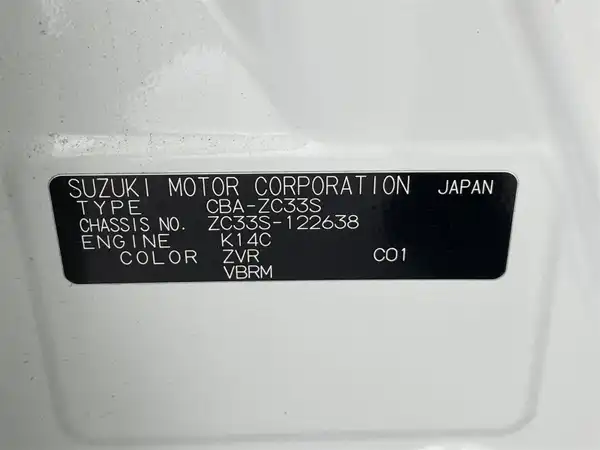 SUZUKI MOTOR CORPORATION JAPAN
TYPE CBA-ZC33S
CHASSIS NO. ZC33S-122638
ENGINE K14C
COLOR ZVR C01
VBRM